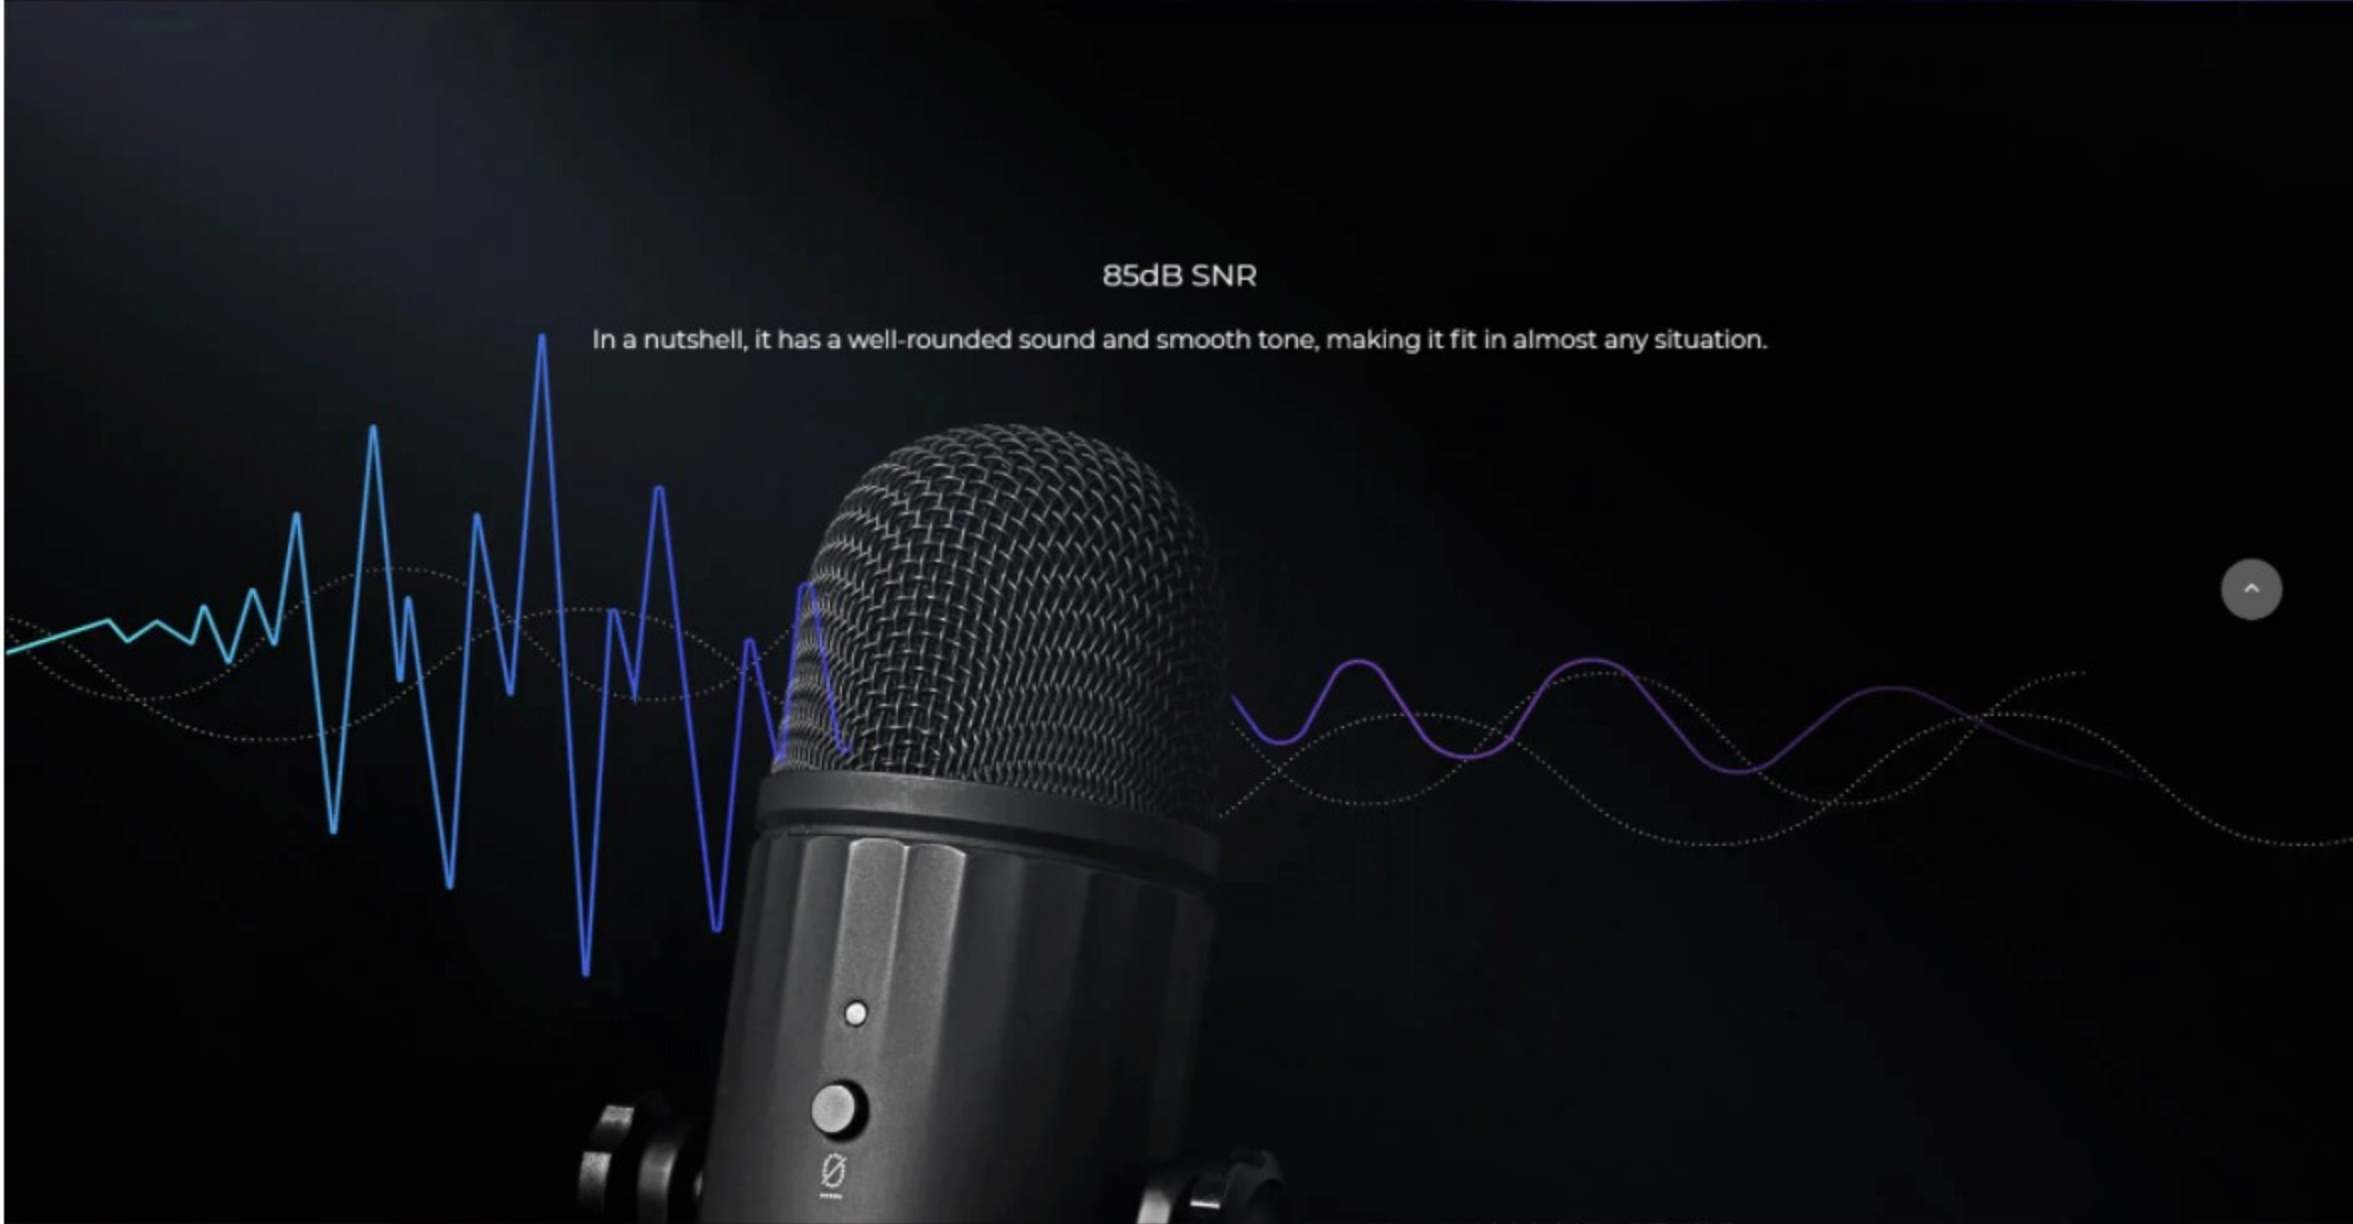 85dB SNR
In a nutshell, it has a well-rounded sound and smooth tone, making it fit in almost any situation.